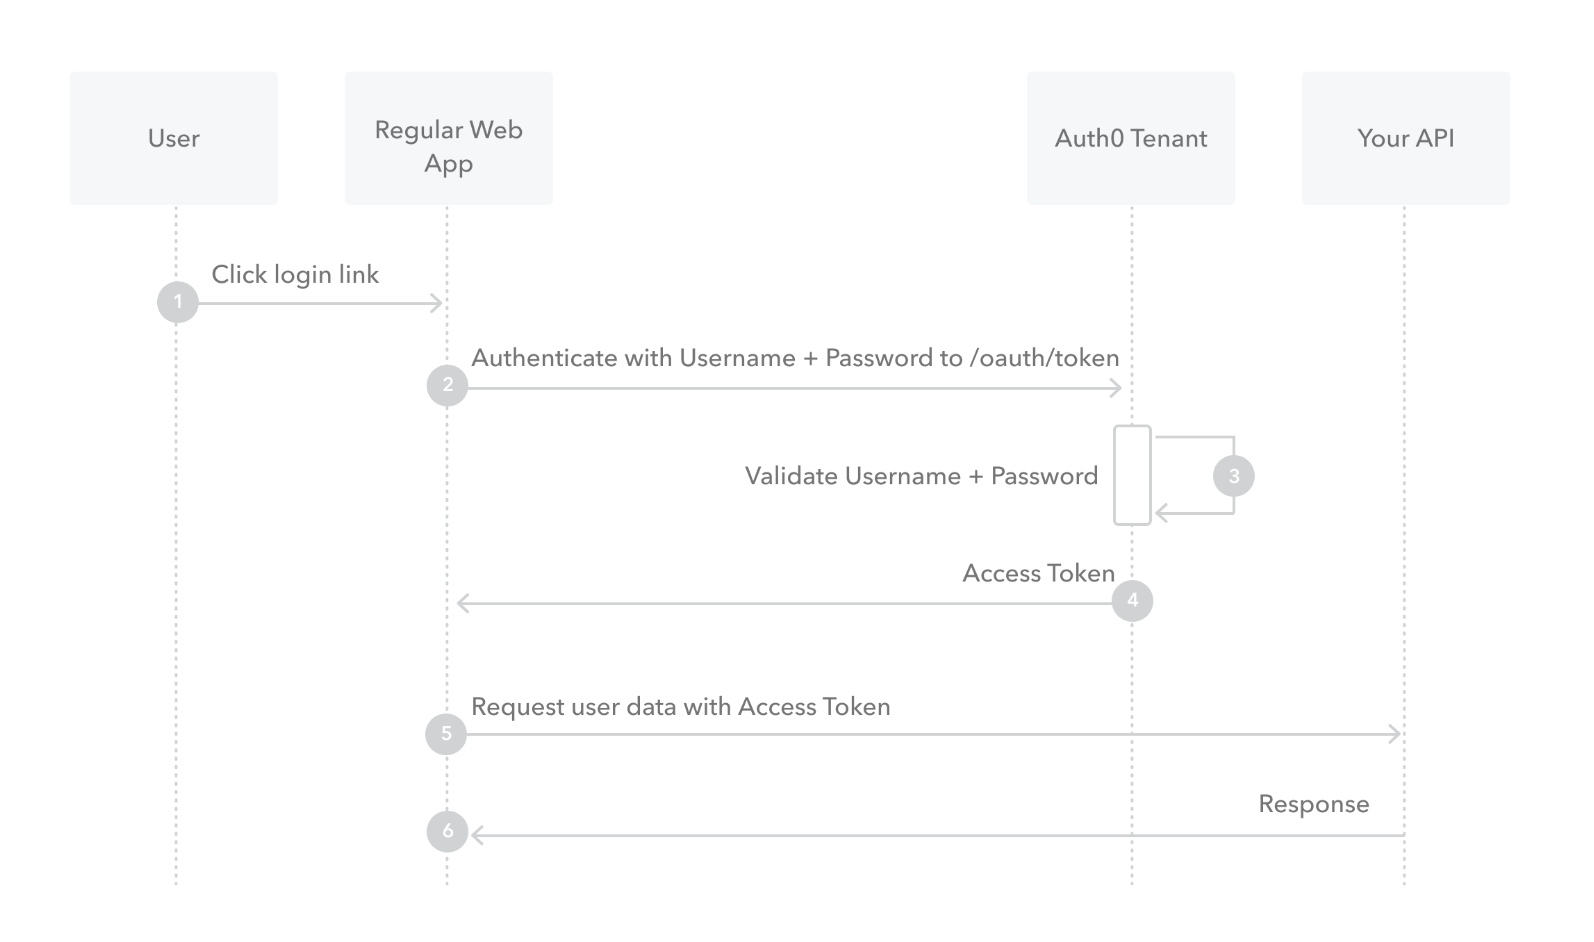 User
Regular Web
App
Auth0 Tenant
Your API
Click login link
1
Authenticate with Username + Password to /oauth/token
2
Validate Username + Password
3
Access Token
4
Request user data with Access Token
5
Response
6